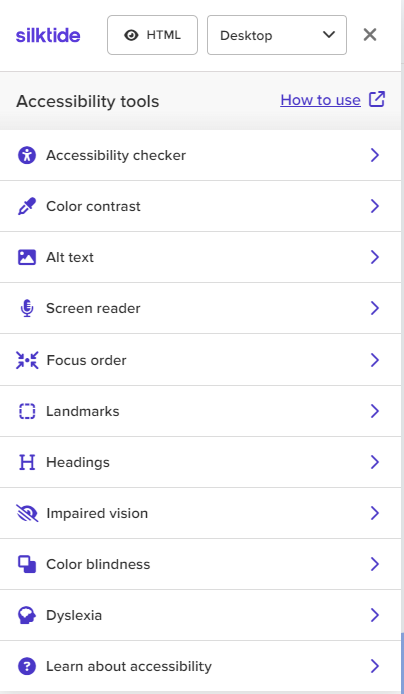 silktide HTML Desktop
Accessibility tools How to use
Accessibility checker
Color contrast
Alt text
Screen reader
Focus order
Landmarks
Headings
Impaired vision
Color blindness
Dyslexia
Learn about accessibility